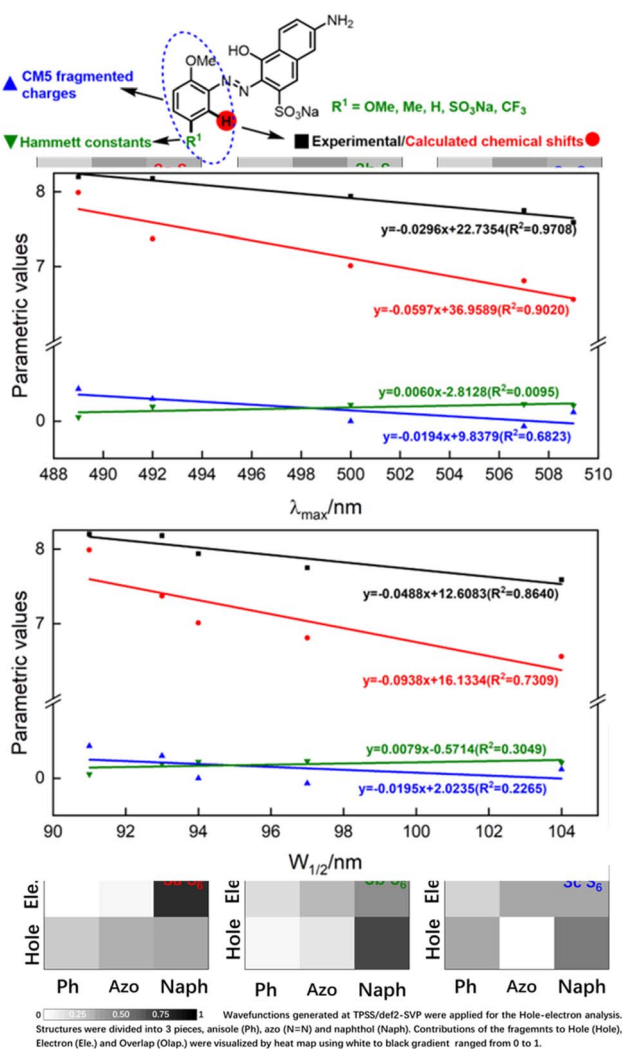 NH₂
HO
OMe
N
N
SO₃Na
H
R¹
▲ CM5 fragmented
charges
R¹ = OMe, Me, H, SO₃Na, CF₃
▼ Hammett constants
■ Experimental/Calculated chemical shifts ●
Parametric values
8
7
0
y=-0.0296x+22.7354(R²=0.9708)
y=-0.0597x+36.9589(R²=0.9020)
y=0.0060x-2.8128(R²=0.0095)
y=-0.0194x+9.8379(R²=0.6823)
488 490 492 494 496 498 500 502 504 506 508 510
λmax/nm
Parametric values
8
7
0
y=-0.0488x+12.6083(R²=0.8640)
y=-0.0938x+16.1334(R²=0.7309)
y=0.0079x-0.5714(R²=0.3049)
y=-0.0195x+2.0235(R²=0.2265)
90 92 94 96 98 100 102 104
W1/2/nm
Ele. Ele Ele.
3a S₆ 3b S₆ 3c S₆
Hole Hole Hole
Ph Azo Naph Ph Azo Naph Ph Azo Naph
0 0.25 0.50 0.75 1 Wavefunctions generated at TPSS/def2-SVP were applied for the Hole-electron analysis.
Structures were divided into 3 pieces, anisole (Ph), azo (N=N) and naphthol (Naph). Contributions of the fragemnts to Hole (Hole),
Electron (Ele.) and Overlap (Olap.) were visualized by heat map using white to black gradient ranged from 0 to 1.